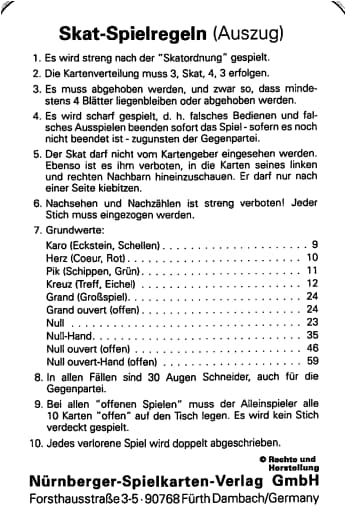 Skat-Spielregeln (Auszug)
1. Es wird streng nach der "Skatordnung" gespielt.
2. Die Kartenverteilung muss 3, Skat, 4, 3 erfolgen.
3. Es muss abgehoben werden, und zwar so, dass minde-
stens 4 Blätter liegenbleiben oder abgehoben werden.
4. Es wird scharf gespielt, d. h. falsches Bedienen und fal-
sches Ausspielen beenden sofort das Spiel - sofern es noch
nicht beendet ist - zugunsten der Gegenpartei.
5. Der Skat darf nicht vom Kartengeber eingesehen werden.
Ebenso ist es ihm verboten, in die Karten seines linken
und rechten Nachbarn hineinzuschauen. Er darf nur nach
einer Seite kiebitzen.
6. Nachsehen und Nachzählen ist streng verboten! Jeder
Stich muss eingezogen werden.
7. Grundwerte:
Karo (Eckstein, Schellen) . . . . . . . . . . . . . . . . . . . . . . 9
Herz (Coeur, Rot) . . . . . . . . . . . . . . . . . . . . . . . . . . 10
Pik (Schippen, Grün) . . . . . . . . . . . . . . . . . . . . . . . . 11
Kreuz (Treff, Eichel) . . . . . . . . . . . . . . . . . . . . . . . . 12
Grand (Großspiel) . . . . . . . . . . . . . . . . . . . . . . . . . . 24
Grand ouvert (offen) . . . . . . . . . . . . . . . . . . . . . . . . 24
Null . . . . . . . . . . . . . . . . . . . . . . . . . . . . . . . . . . . 23
Null-Hand . . . . . . . . . . . . . . . . . . . . . . . . . . . . . . . 35
Null ouvert (offen) . . . . . . . . . . . . . . . . . . . . . . . . . 46
Null ouvert-Hand (offen) . . . . . . . . . . . . . . . . . . . . 59
8. In allen Fällen sind 30 Augen Schneider, auch für die
Gegenpartei.
9. Bei allen "offenen Spielen" muss der Alleinspieler alle
10 Karten "offen" auf den Tisch legen. Es wird kein Stich
verdeckt gespielt.
10. Jedes verlorene Spiel wird doppelt abgeschrieben.
© Rechte und
Herstellung
Nürnberger-Spielkarten-Verlag GmbH
Forsthausstraße 3-5 · 90768 Fürth Dambach/Germany